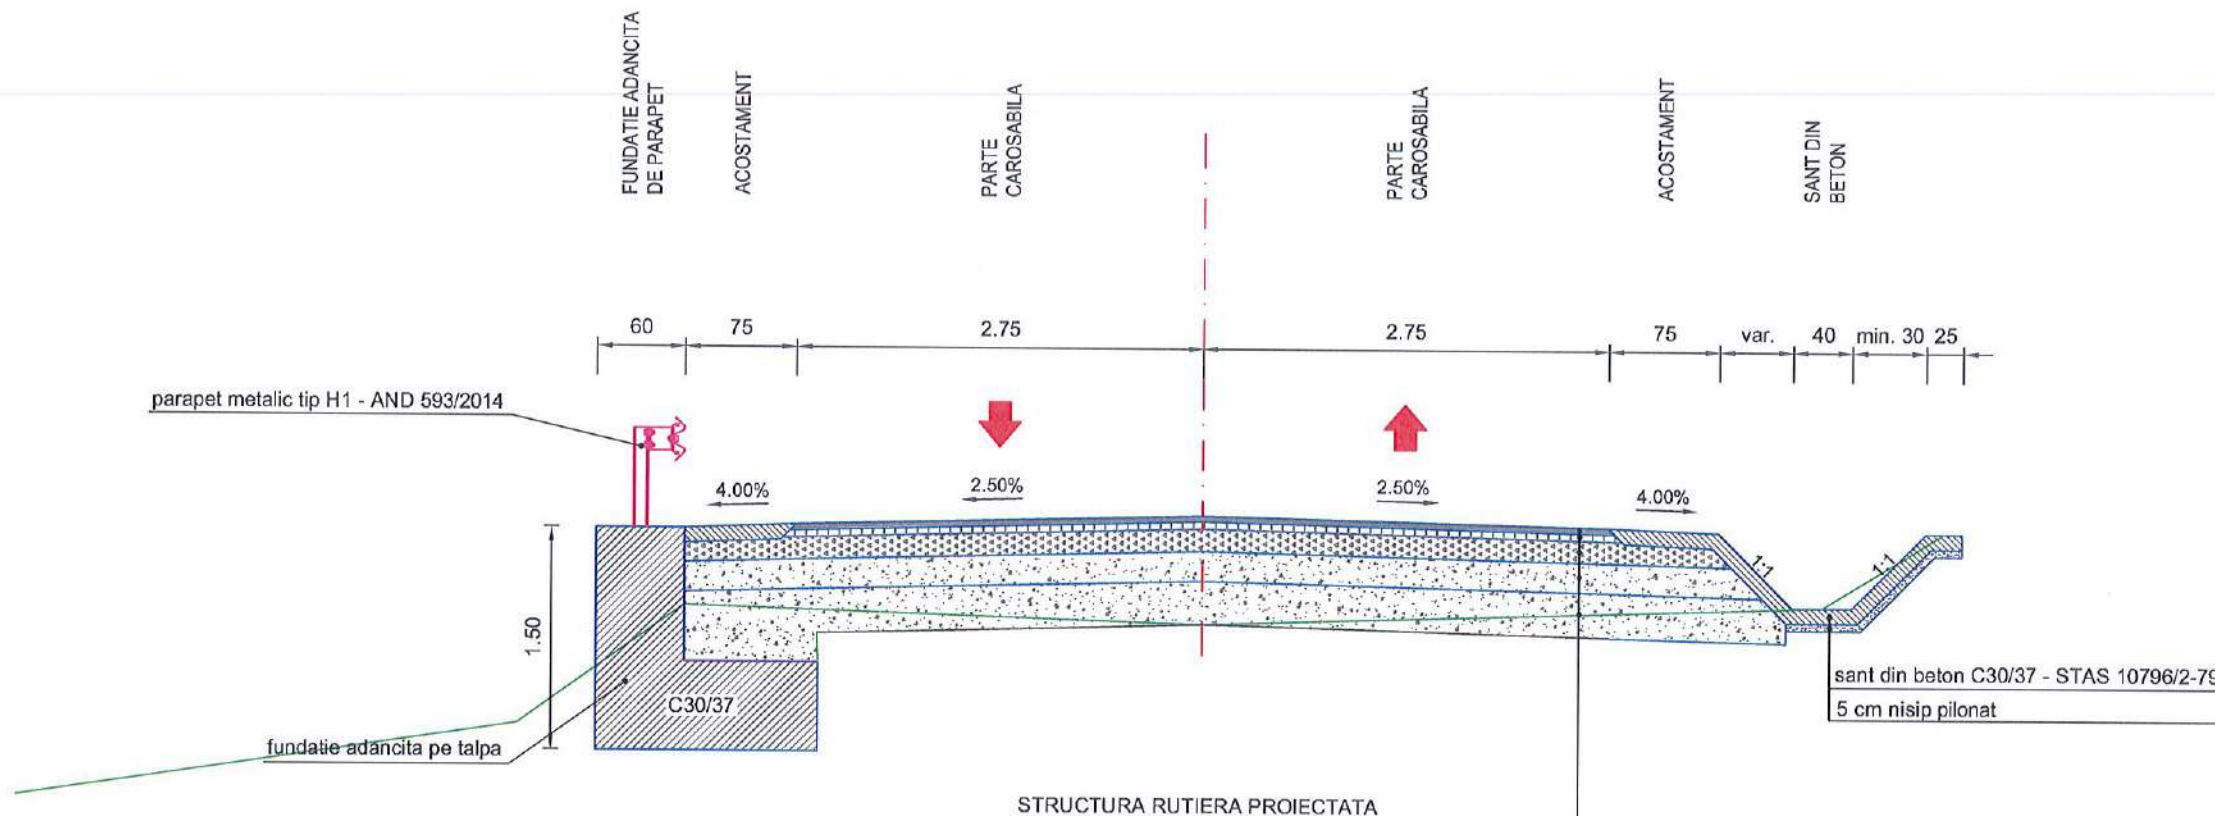 FUNDATIE ADANCITA
DE PARAPET
ACOSTAMENT
PARTE
CAROSABILA
PARTE
CAROSABILA
ACOSTAMENT
SANT DIN
BETON
60
75
2.75
2.75
75
var.
40
min. 30
25
parapet metalic tip H1 - AND 593/2014
4.00%
2.50%
2.50%
4.00%
1:1
1:1
1.50
C30/37
sant din beton C30/37 - STAS 10796/2-79
5 cm nisip pilonat
fundatie adancita pe talpa
STRUCTURA RUTIERA PROIECTATA